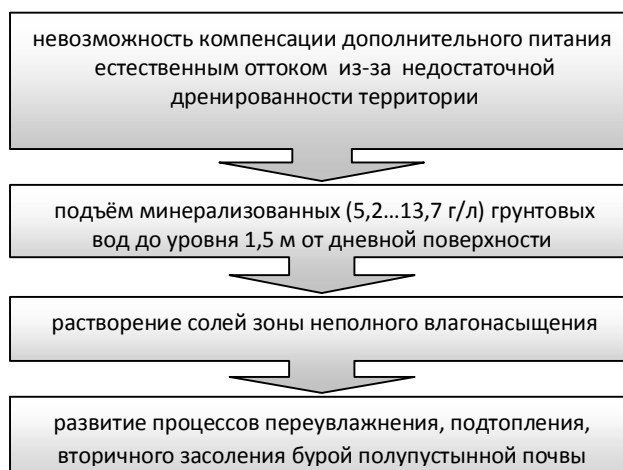 невозможность компенсации дополнительного питания
естественным оттоком из-за недостаточной
дренированности территории
подъём минерализованных (5,2…13,7 г/л) грунтовых
вод до уровня 1,5 м от дневной поверхности
растворение солей зоны неполного влагонасыщения
развитие процессов переувлажнения, подтопления,
вторичного засоления бурой полупустынной почвы